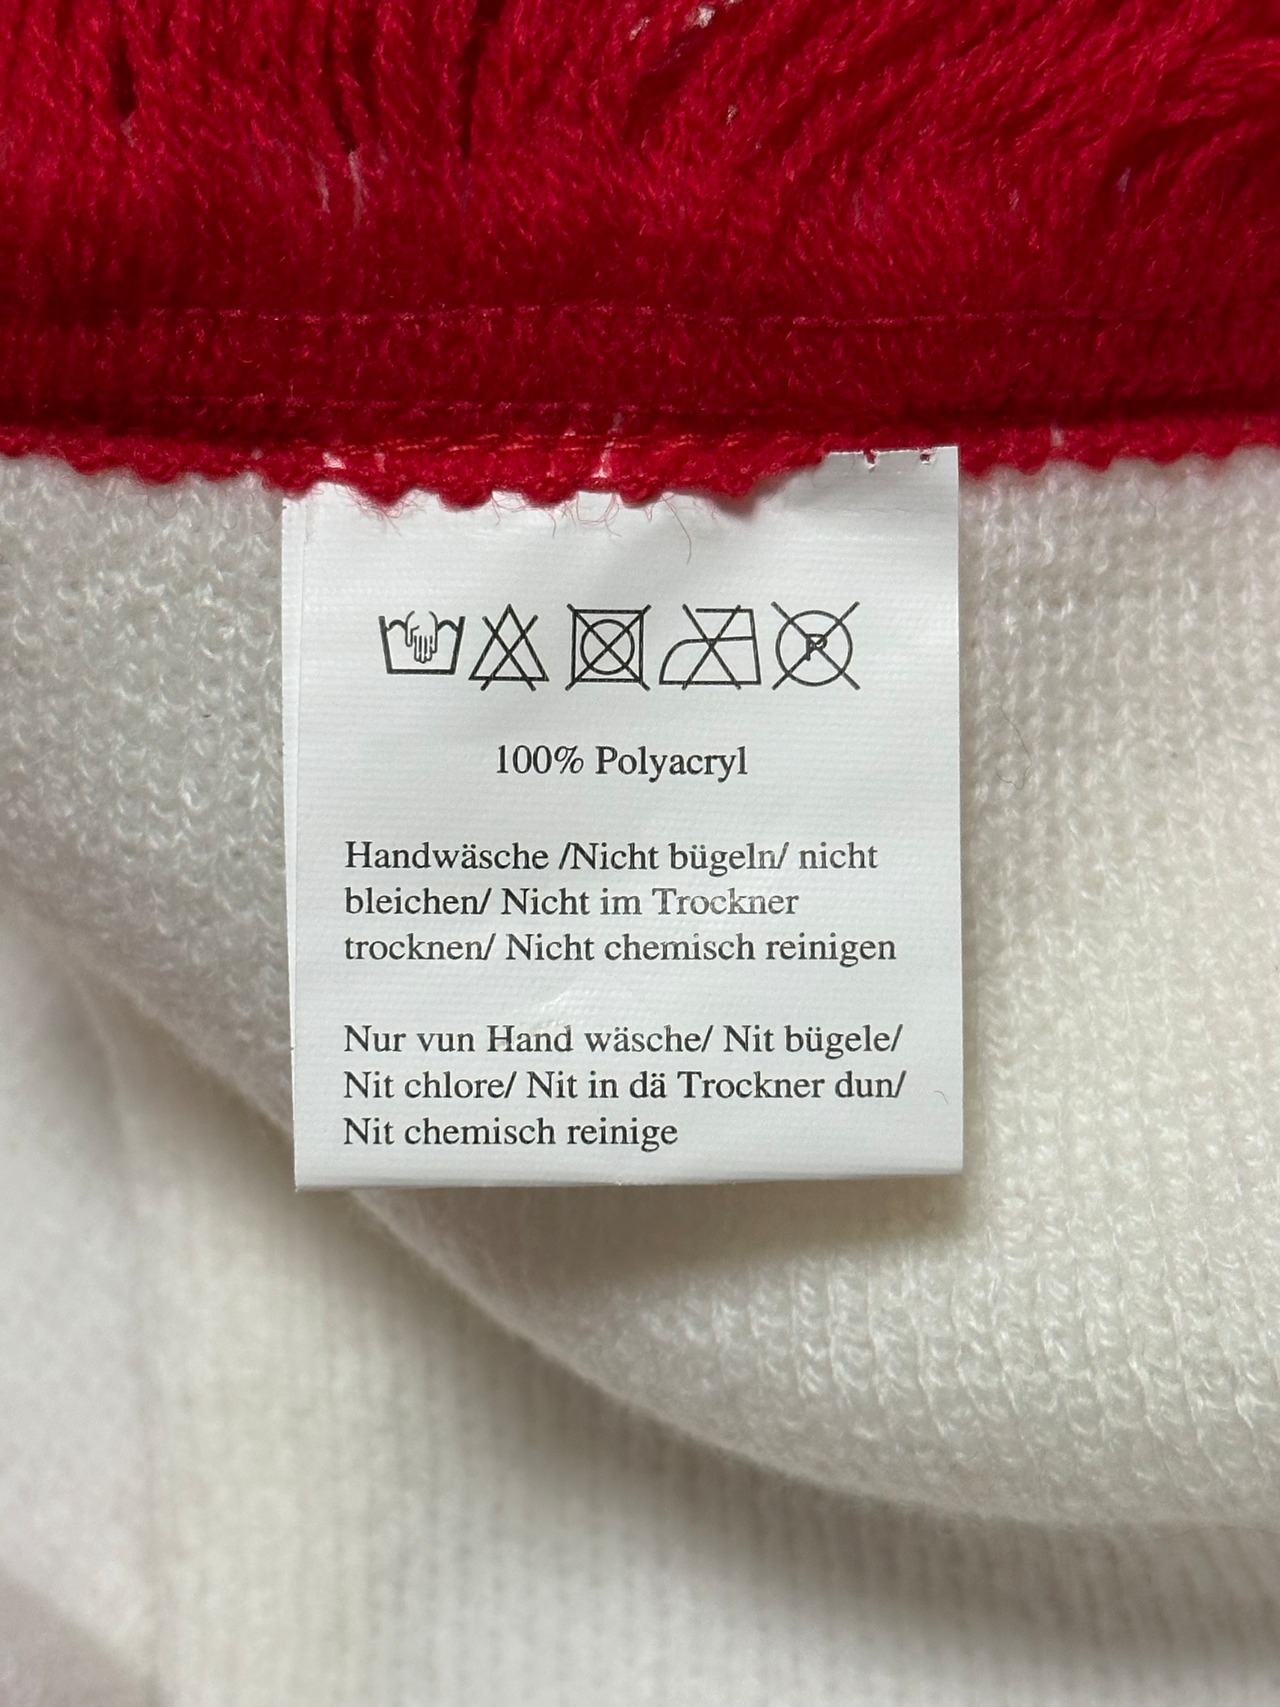 100% Polyacryl
Handwäsche /Nicht bügeln/ nicht
bleichen/ Nicht im Trockner
trocknen/ Nicht chemisch reinigen
Nur vun Hand wäsche/ Nit bügele/
Nit chlore/ Nit in dä Trockner dun/
Nit chemisch reinige